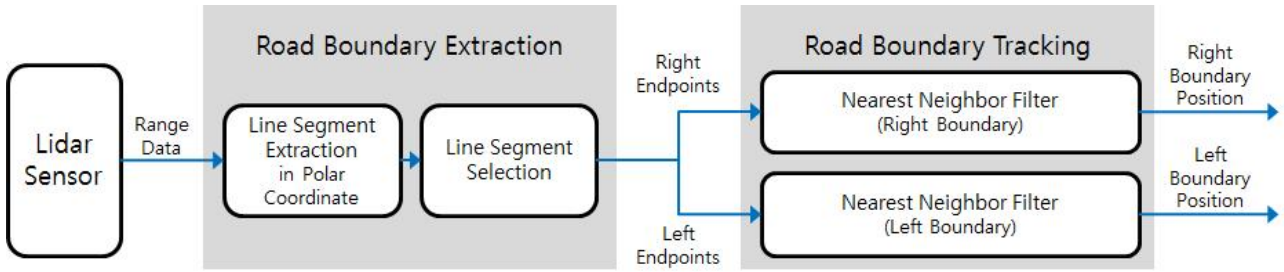 Road Boundary Extraction
Road Boundary Tracking
Lidar
Sensor
Range
Data
Line Segment
Extraction
in Polar
Coordinate
Line Segment
Selection
Right
Endpoints
Left
Endpoints
Nearest Neighbor Filter
(Right Boundary)
Nearest Neighbor Filter
(Left Boundary)
Right
Boundary
Position
Left
Boundary
Position